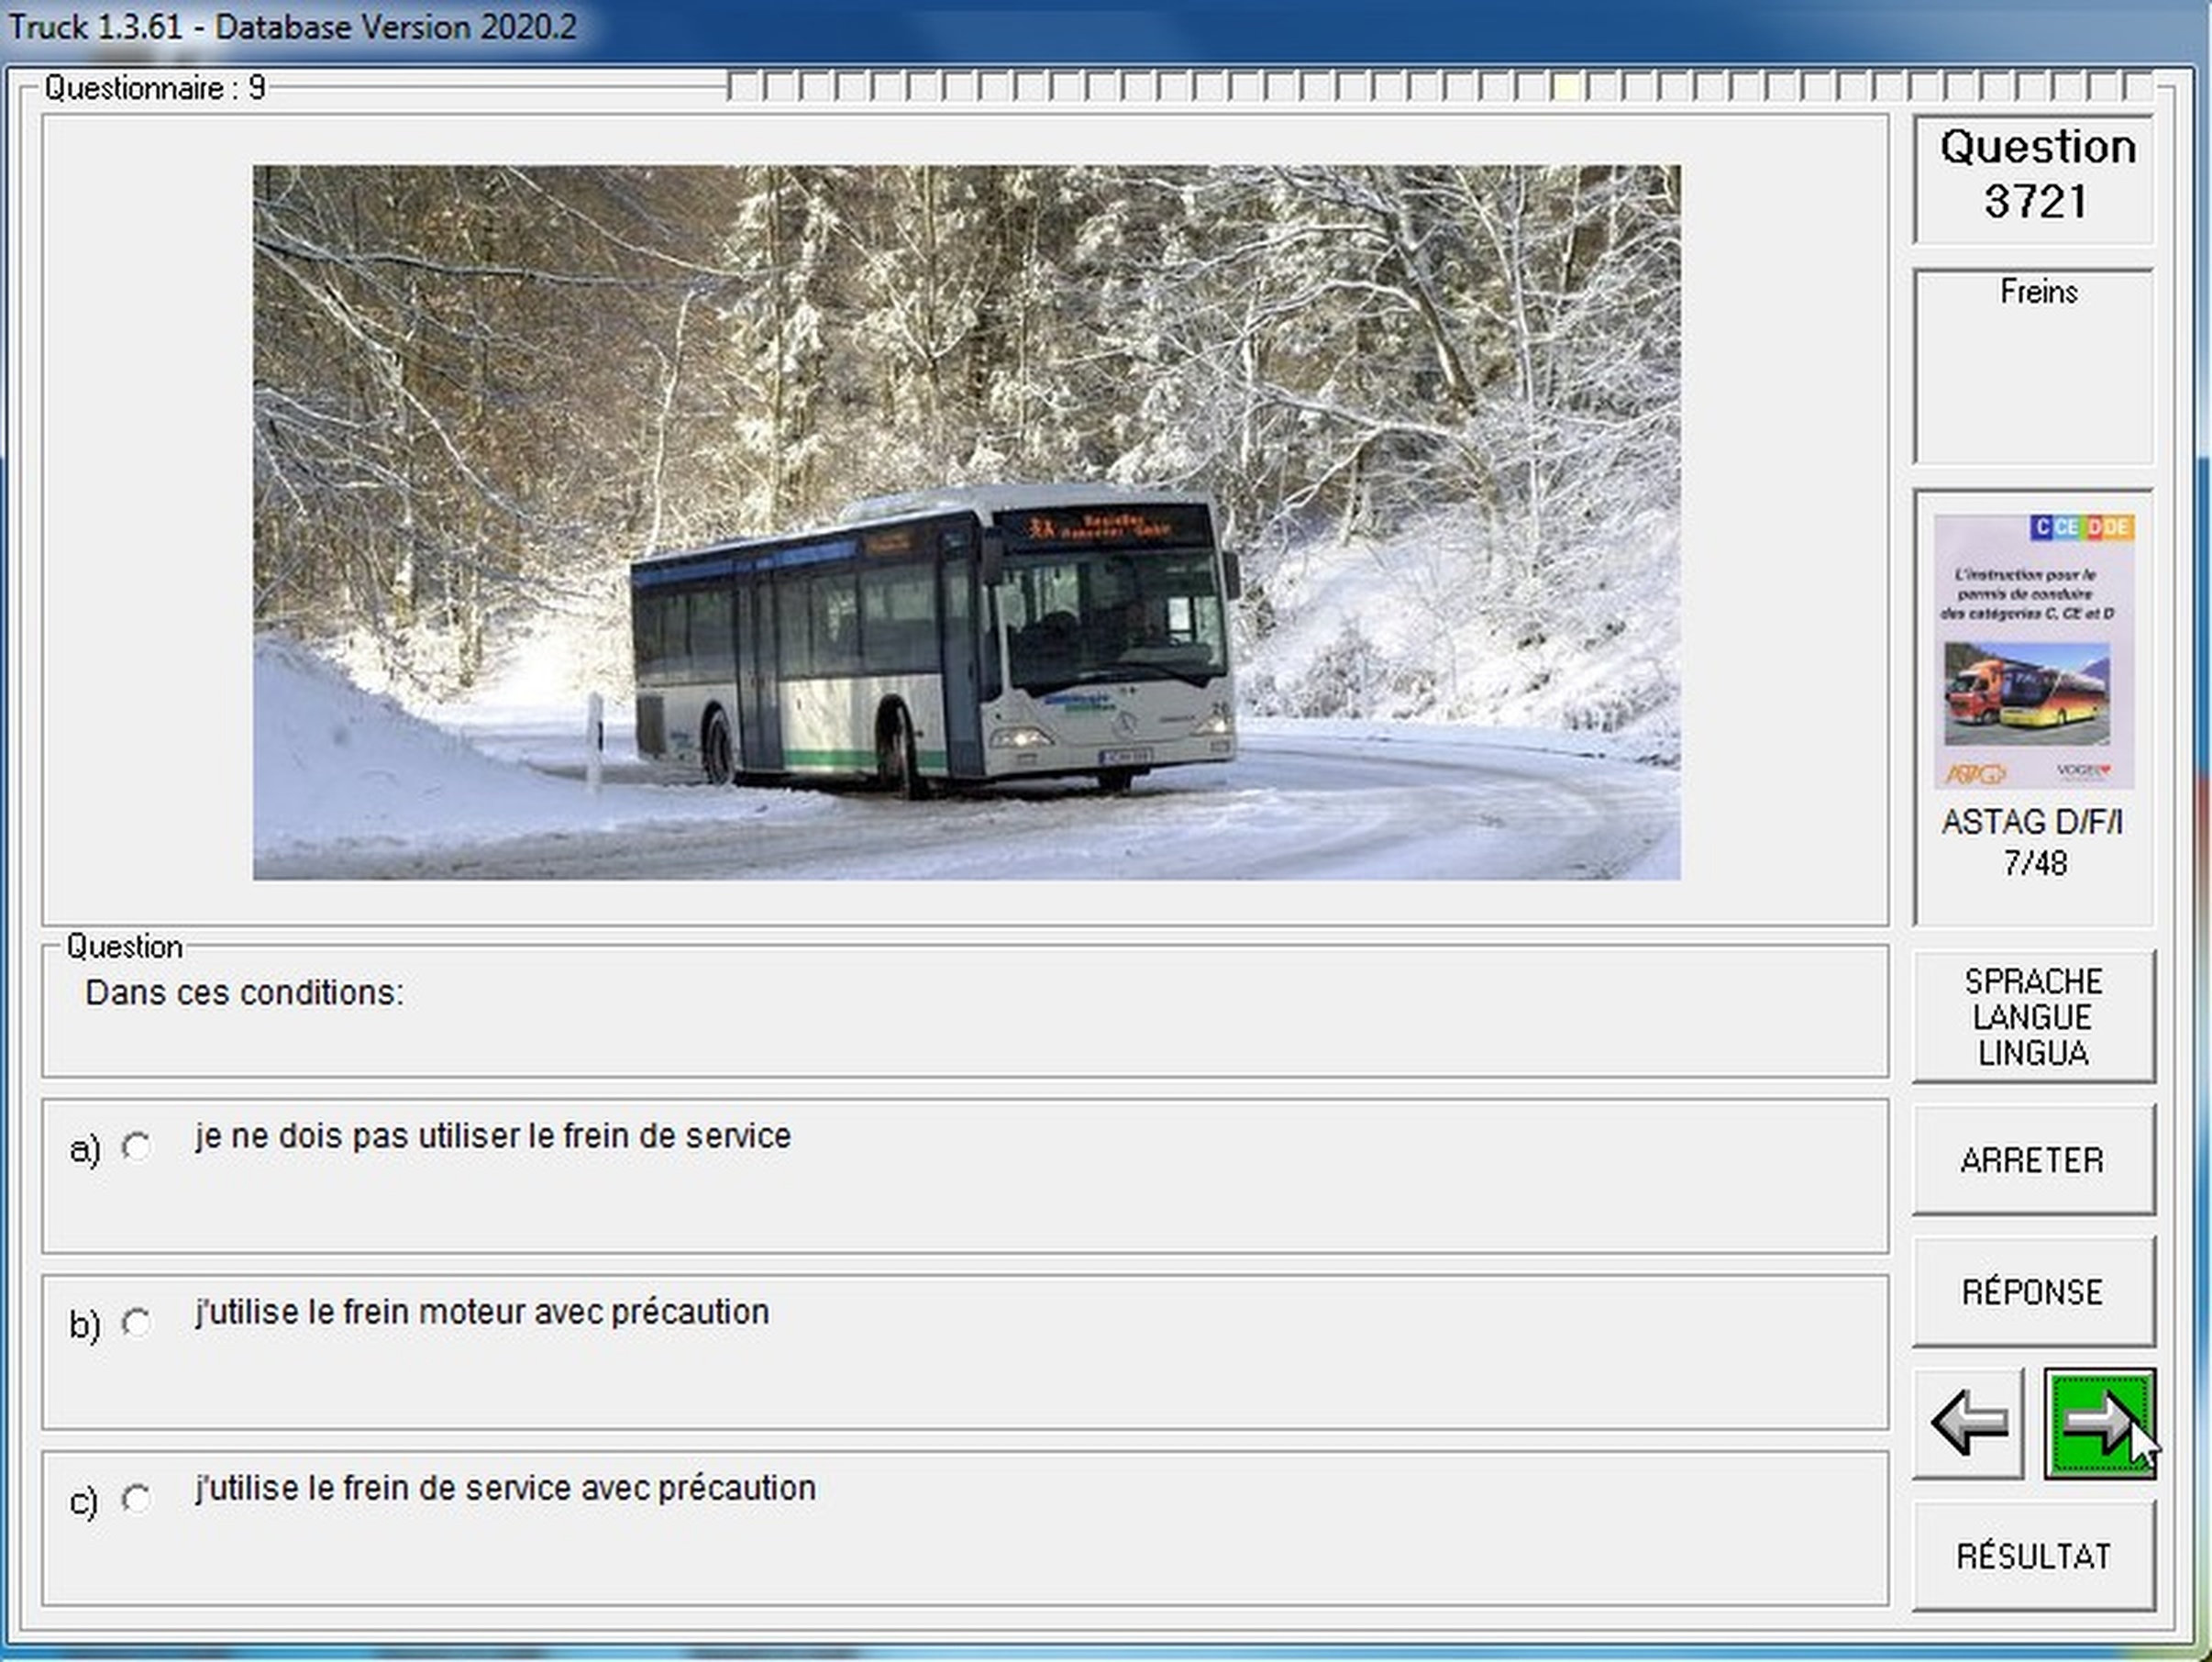 Truck 1.3.61 - Database Version 2020.2
Questionnaire : 9
Question
3721
Freins
C CE D DE
L'instruction pour le
permis de conduire
des catégories C, CE et D
ASTAG
VOGEL
ASTAG D/F/I
7/48
Question
Dans ces conditions:
a) je ne dois pas utiliser le frein de service
b) j'utilise le frein moteur avec précaution
c) j'utilise le frein de service avec précaution
SPRACHE
LANGUE
LINGUA
ARRETER
RÉPONSE
RÉSULTAT